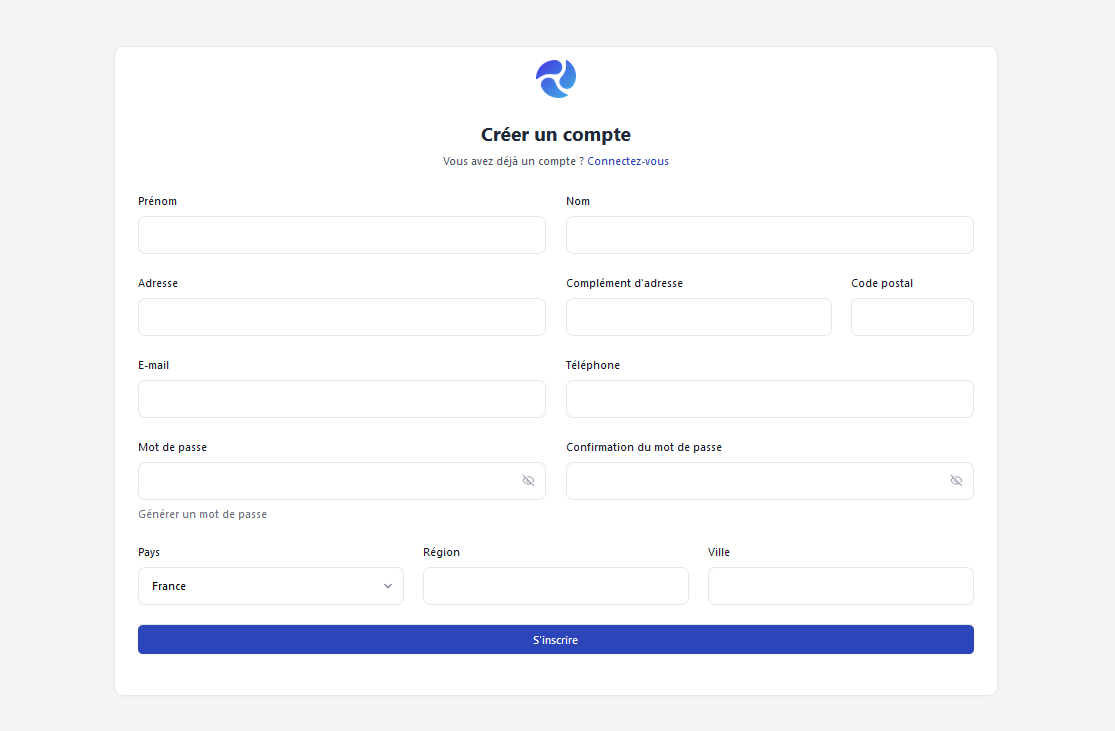 Créer un compte
Vous avez déjà un compte ? Connectez-vous
Prénom
Nom
Adresse
Complément d'adresse
Code postal
E-mail
Téléphone
Mot de passe
Confirmation du mot de passe
Générer un mot de passe
Pays
Région
Ville
France
S'inscrire